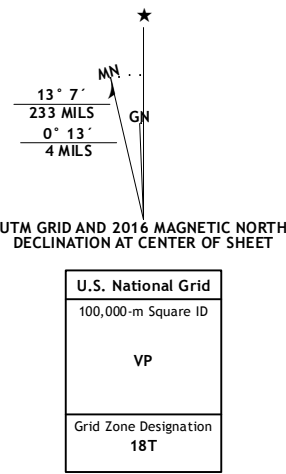 MN
13° 7´
233 MILS
GN
0° 13´
4 MILS
UTM GRID AND 2016 MAGNETIC NORTH
DECLINATION AT CENTER OF SHEET
U.S. National Grid
100,000-m Square ID
VP
Grid Zone Designation
18T